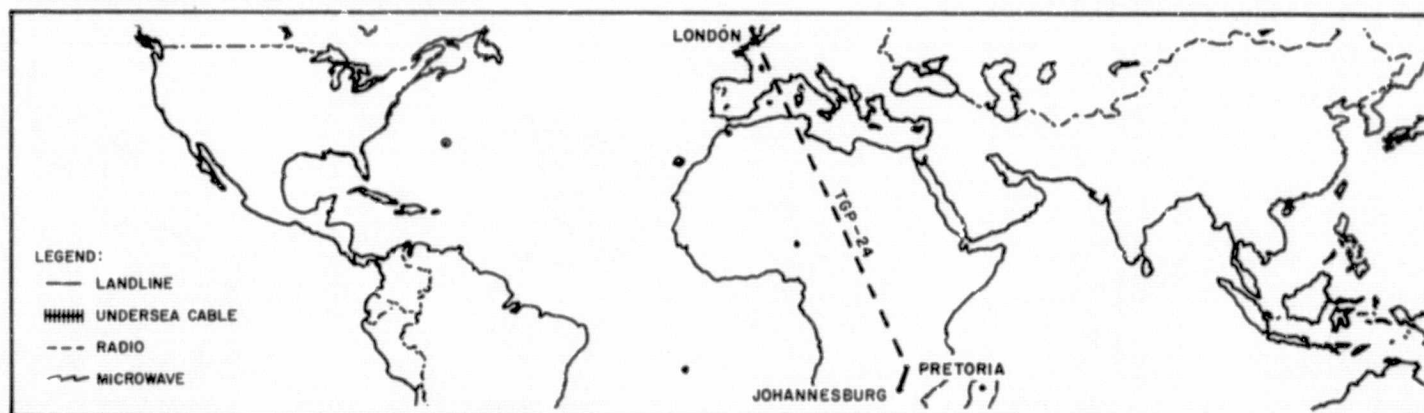 LONDON
TGP-24
LEGEND:
LANDLINE
UNDERSEA CABLE
RADIO
MICROWAVE
PRETORIA
JOHANNESBURG